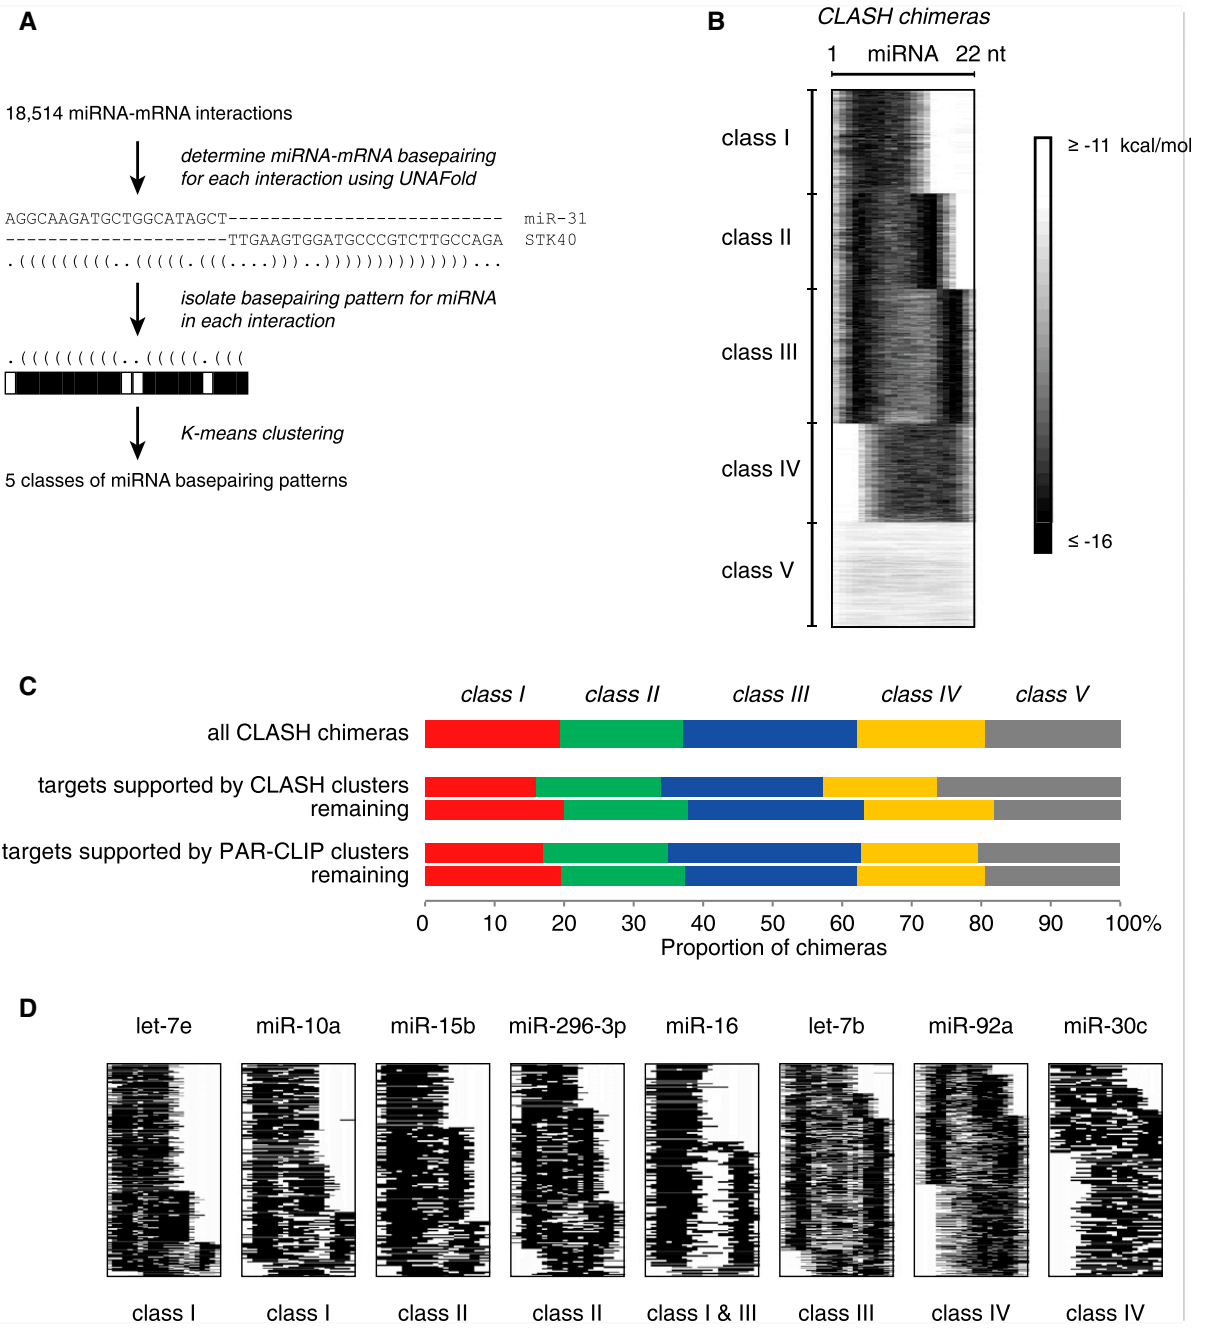 A
18,514 miRNA-mRNA interactions
determine miRNA-mRNA basepairing
for each interaction using UNAFold
AGGCAAGATGCTGGCATAGCT-------------------------- miR-31
---------------------TTGAAGTGGATGCCCGTCTTGCCAGA STK40
.(((((((((..(((((.(((....)))..))))))))))))))...
isolate basepairing pattern for miRNA
in each interaction
.(((((((((..(((((.(((
K-means clustering
5 classes of miRNA basepairing patterns
B
CLASH chimeras
1 miRNA 22 nt
class I
class II
class III
class IV
class V
≥ -11 kcal/mol
≤ -16
C
class I class II class III class IV class V
all CLASH chimeras
targets supported by CLASH clusters
remaining
targets supported by PAR-CLIP clusters
remaining
0 10 20 30 40 50 60 70 80 90 100%
Proportion of chimeras
D
let-7e miR-10a miR-15b miR-296-3p miR-16 let-7b miR-92a miR-30c
class I class I class II class II class I & III class III class IV class IV